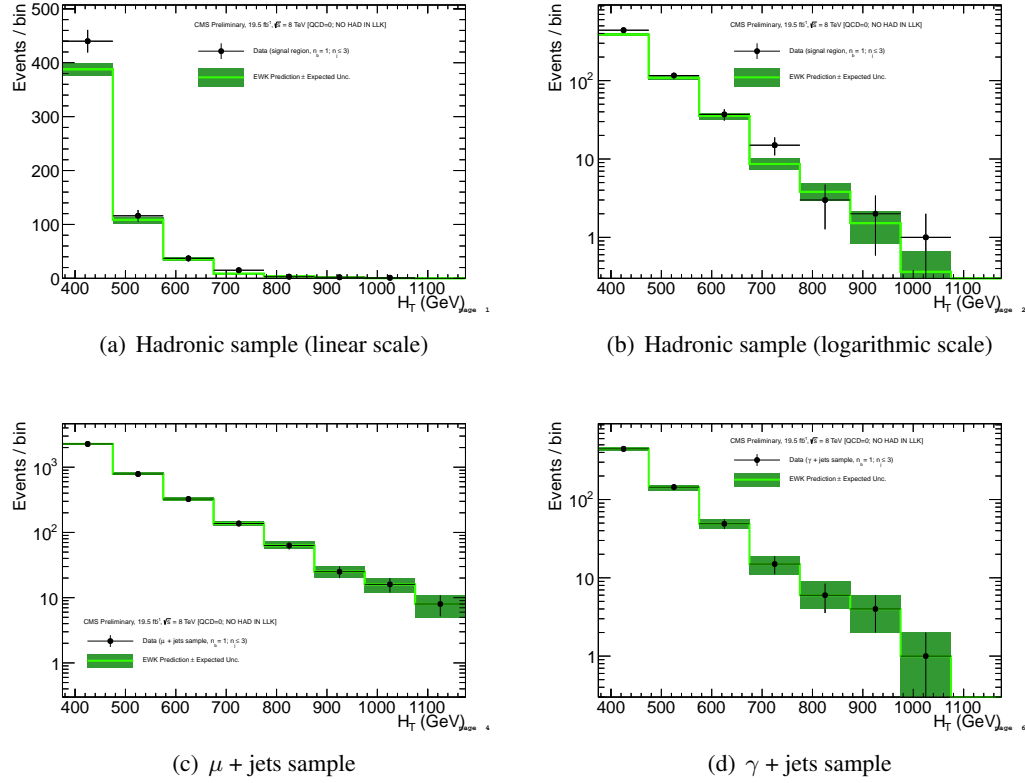 Events / bin
500
400
300
200
100
0
CMS Preliminary, 19.5 fb⁻¹, √s = 8 TeV [QCD=0; NO HAD IN LLK]
Data (signal region, n_b = 1; n_j ≤ 3)
EWK Prediction ± Expected Unc.
400 500 600 700 800 900 1000 1100
H_T (GeV)
page 1
(a) Hadronic sample (linear scale)
Events / bin
10²
10
1
CMS Preliminary, 19.5 fb⁻¹, √s = 8 TeV [QCD=0; NO HAD IN LLK]
Data (signal region, n_b = 1; n_j ≤ 3)
EWK Prediction ± Expected Unc.
400 500 600 700 800 900 1000 1100
H_T (GeV)
page 2
(b) Hadronic sample (logarithmic scale)
Events / bin
10³
10²
10
1
CMS Preliminary, 19.5 fb⁻¹, √s = 8 TeV [QCD=0; NO HAD IN LLK]
Data (μ + jets sample, n_b = 1; n_j ≤ 3)
EWK Prediction ± Expected Unc.
400 500 600 700 800 900 1000 1100
H_T (GeV)
page 4
(c) μ + jets sample
Events / bin
10²
10
1
CMS Preliminary, 19.5 fb⁻¹, √s = 8 TeV [QCD=0; NO HAD IN LLK]
Data (γ + jets sample, n_b = 1; n_j ≤ 3)
EWK Prediction ± Expected Unc.
400 500 600 700 800 900 1000 1100
H_T (GeV)
page 6
(d) γ + jets sample